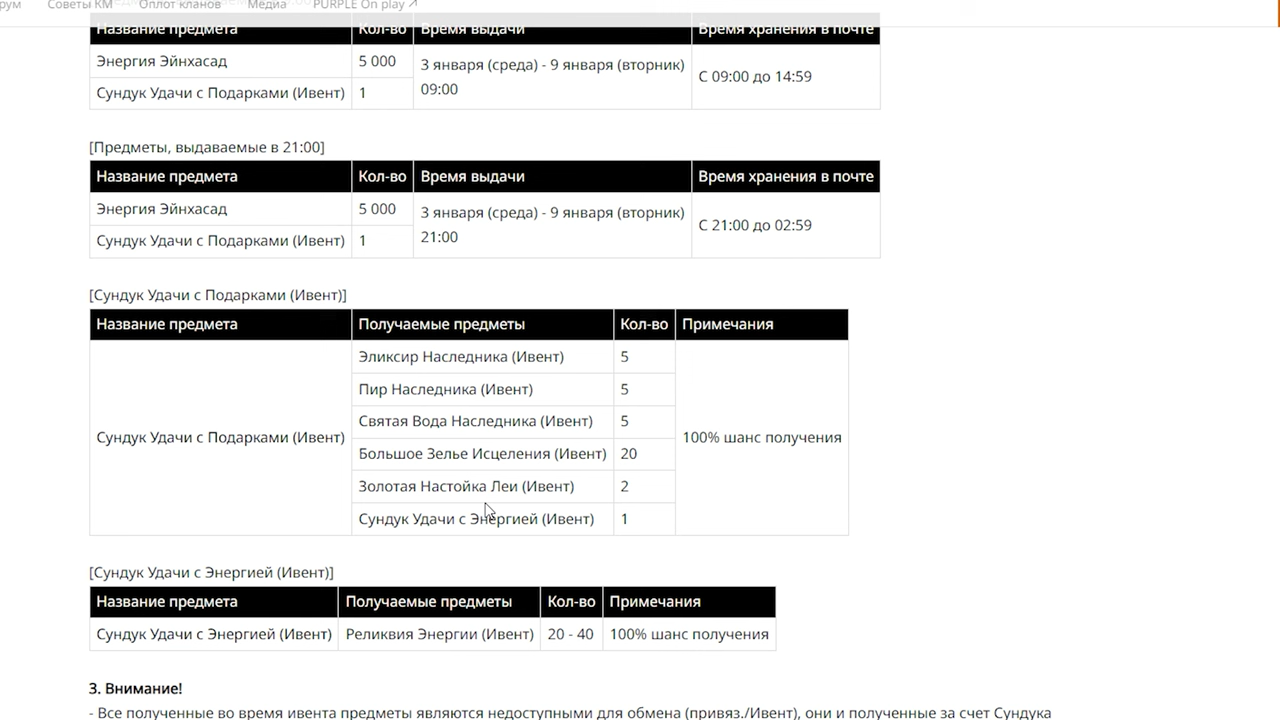 рум Советы КМ Оплот кланов Медиа PURPLE On play ↗
Название предмета Кол-во Время выдачи Время хранения в почте
Энергия Эйнхасад 5 000 3 января (среда) - 9 января (вторник) С 09:00 до 14:59
09:00
Сундук Удачи с Подарками (Ивент) 1
[Предметы, выдаваемые в 21:00]
Название предмета Кол-во Время выдачи Время хранения в почте
Энергия Эйнхасад 5 000 3 января (среда) - 9 января (вторник) С 21:00 до 02:59
21:00
Сундук Удачи с Подарками (Ивент) 1
[Сундук Удачи с Подарками (Ивент)]
Название предмета Получаемые предметы Кол-во Примечания
Эликсир Наследника (Ивент) 5
Пир Наследника (Ивент) 5
Святая Вода Наследника (Ивент) 5
Сундук Удачи с Подарками (Ивент) 100% шанс получения
Большое Зелье Исцеления (Ивент) 20
Золотая Настойка Леи (Ивент) 2
Сундук Удачи с Энергией (Ивент) 1
[Сундук Удачи с Энергией (Ивент)]
Название предмета Получаемые предметы Кол-во Примечания
Сундук Удачи с Энергией (Ивент) Реликвия Энергии (Ивент) 20 - 40 100% шанс получения
3. Внимание!
- Все полученные во время ивента предметы являются недоступными для обмена (привяз./Ивент), они и полученные за счет Сундука